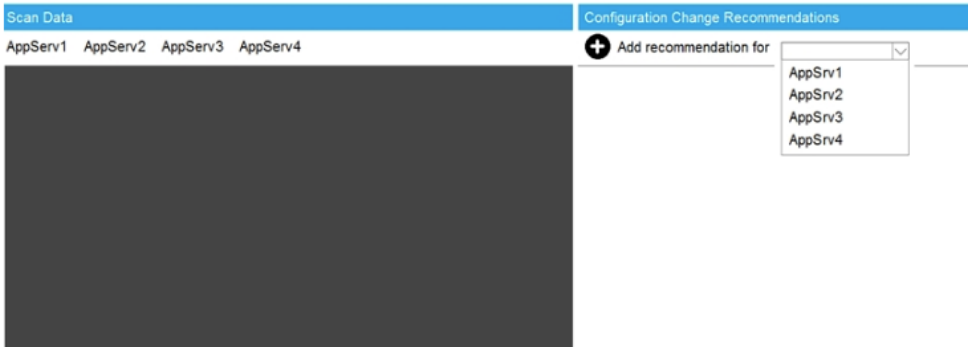 Scan Data
AppServ1 AppServ2 AppServ3 AppServ4
Configuration Change Recommendations
Add recommendation for
AppSrv1
AppSrv2
AppSrv3
AppSrv4